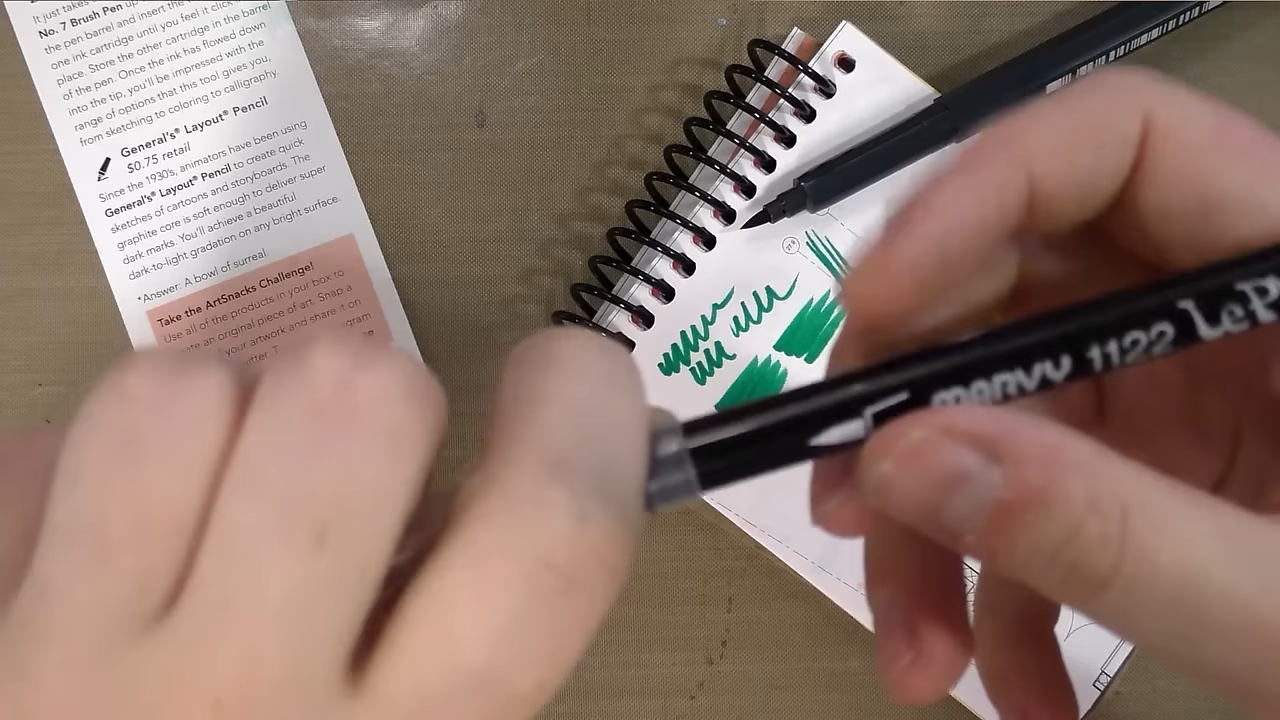 It just takes
No. 7 Brush Pen up
the pen barrel and insert the
one ink cartridge until you feel it click in
place. Store the other cartridge in the barrel
of the pen. Once the ink has flowed down
into the tip, you'll be impressed with the
range of options that this tool gives you,
from sketching to coloring to calligraphy.
General's® Layout® Pencil
$0.75 retail
Since the 1930's, animators have been using
General's® Layout® Pencil to create quick
sketches of cartoons and storyboards. The
graphite core is soft enough to deliver super
dark marks. You'll achieve a beautiful
dark-to-light gradation on any bright surface.
*Answer: A bowl of surreal
Take the ArtSnacks Challenge!
Use all of the products in your box to
an original piece of art. Snap a
your artwork and share it on
MARVY 1122 LeP